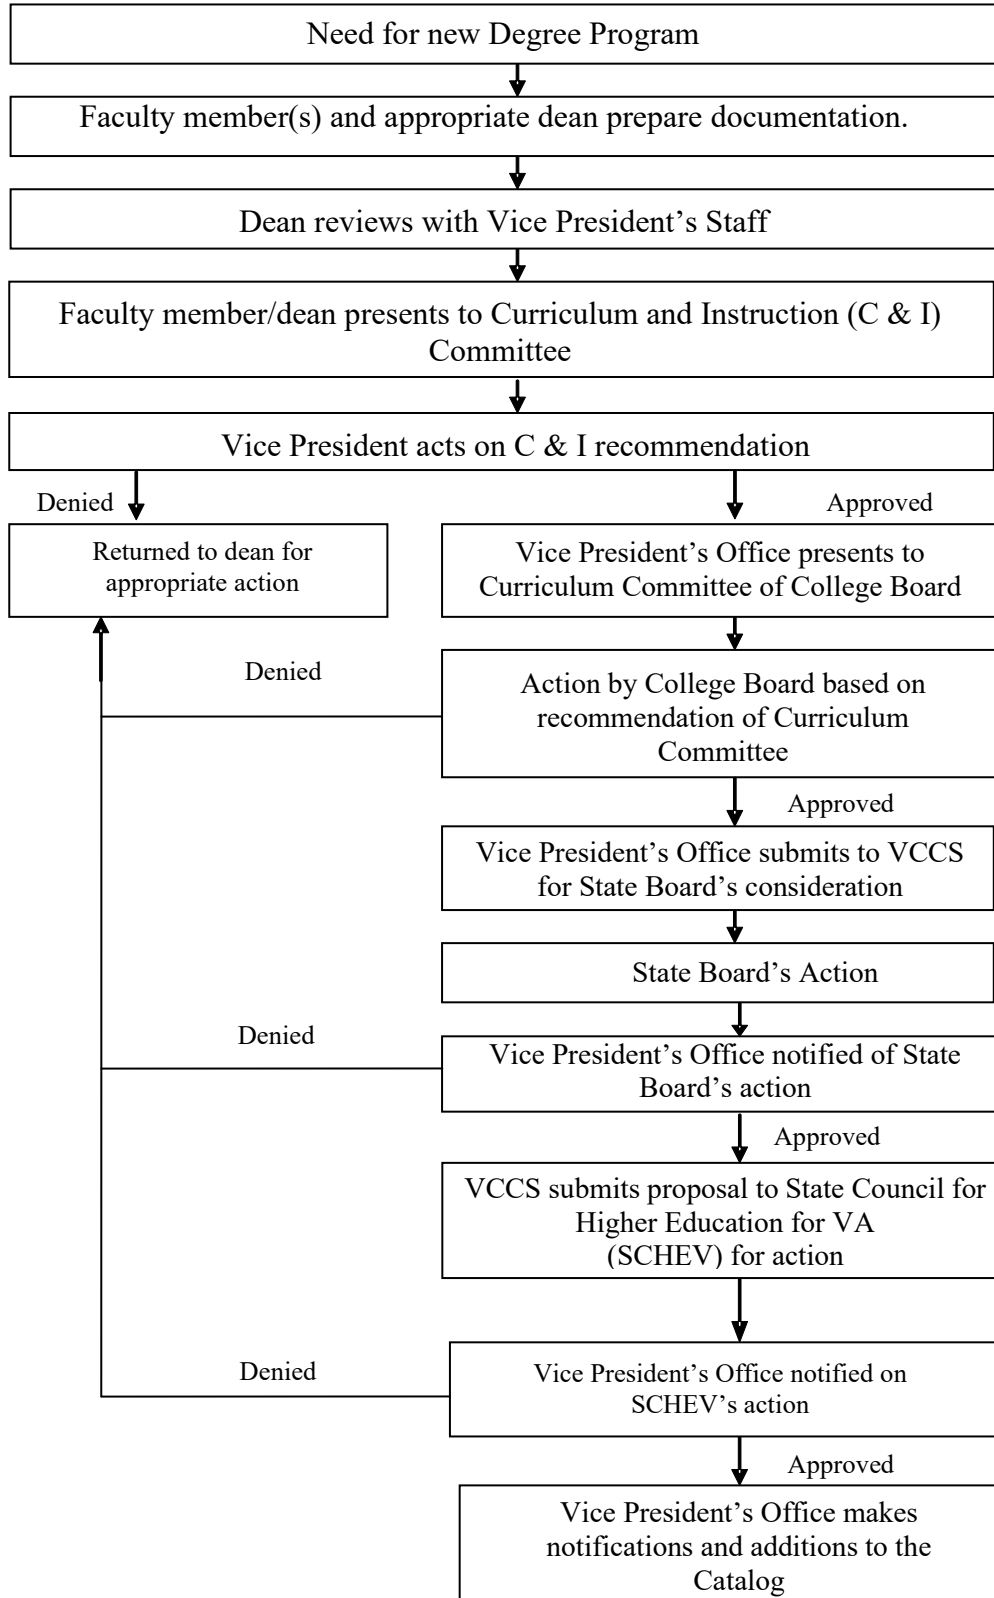 Need for new Degree Program
Faculty member(s) and appropriate dean prepare documentation.
Dean reviews with Vice President’s Staff
Faculty member/dean presents to Curriculum and Instruction (C & I)
Committee
Vice President acts on C & I recommendation
Denied
Approved
Returned to dean for
appropriate action
Vice President’s Office presents to
Curriculum Committee of College Board
Denied
Action by College Board based on
recommendation of Curriculum
Committee
Approved
Vice President’s Office submits to VCCS
for State Board’s consideration
State Board’s Action
Denied
Vice President’s Office notified of State
Board’s action
Approved
VCCS submits proposal to State Council for
Higher Education for VA
(SCHEV) for action
Denied
Vice President’s Office notified on
SCHEV’s action
Approved
Vice President’s Office makes
notifications and additions to the
Catalog